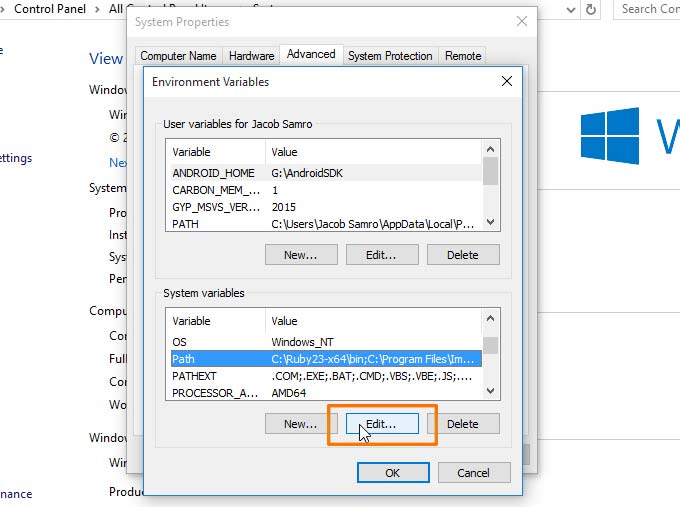 Control Panel > All Control Panel Items > System
Search Con
System Properties
Computer Name Hardware Advanced System Protection Remote
View
Environment Variables
Windows
User variables for Jacob Samro
Win
© 2
Variable Value
ettings
Nex
ANDROID_HOME G:\AndroidSDK
CARBON_MEM_... 1
System
GYP_MSVS_VER... 2015
Pro
PATH C:\Users\Jacob Samro\AppData\Local\P...
Inst
Sys
New... Edit... Delete
Per
System variables
Compu
Variable Value
Co
OS Windows_NT
Full
Path C:\Ruby23-x64\bin;C:\Program Files\Im...
Co
PATHEXT .COM;.EXE;.BAT;.CMD;.VBS;.VBE;.JS;....
Wo
PROCESSOR_A... AMD64
New... Edit... Delete
Window
Win
OK Cancel
nance
Produ